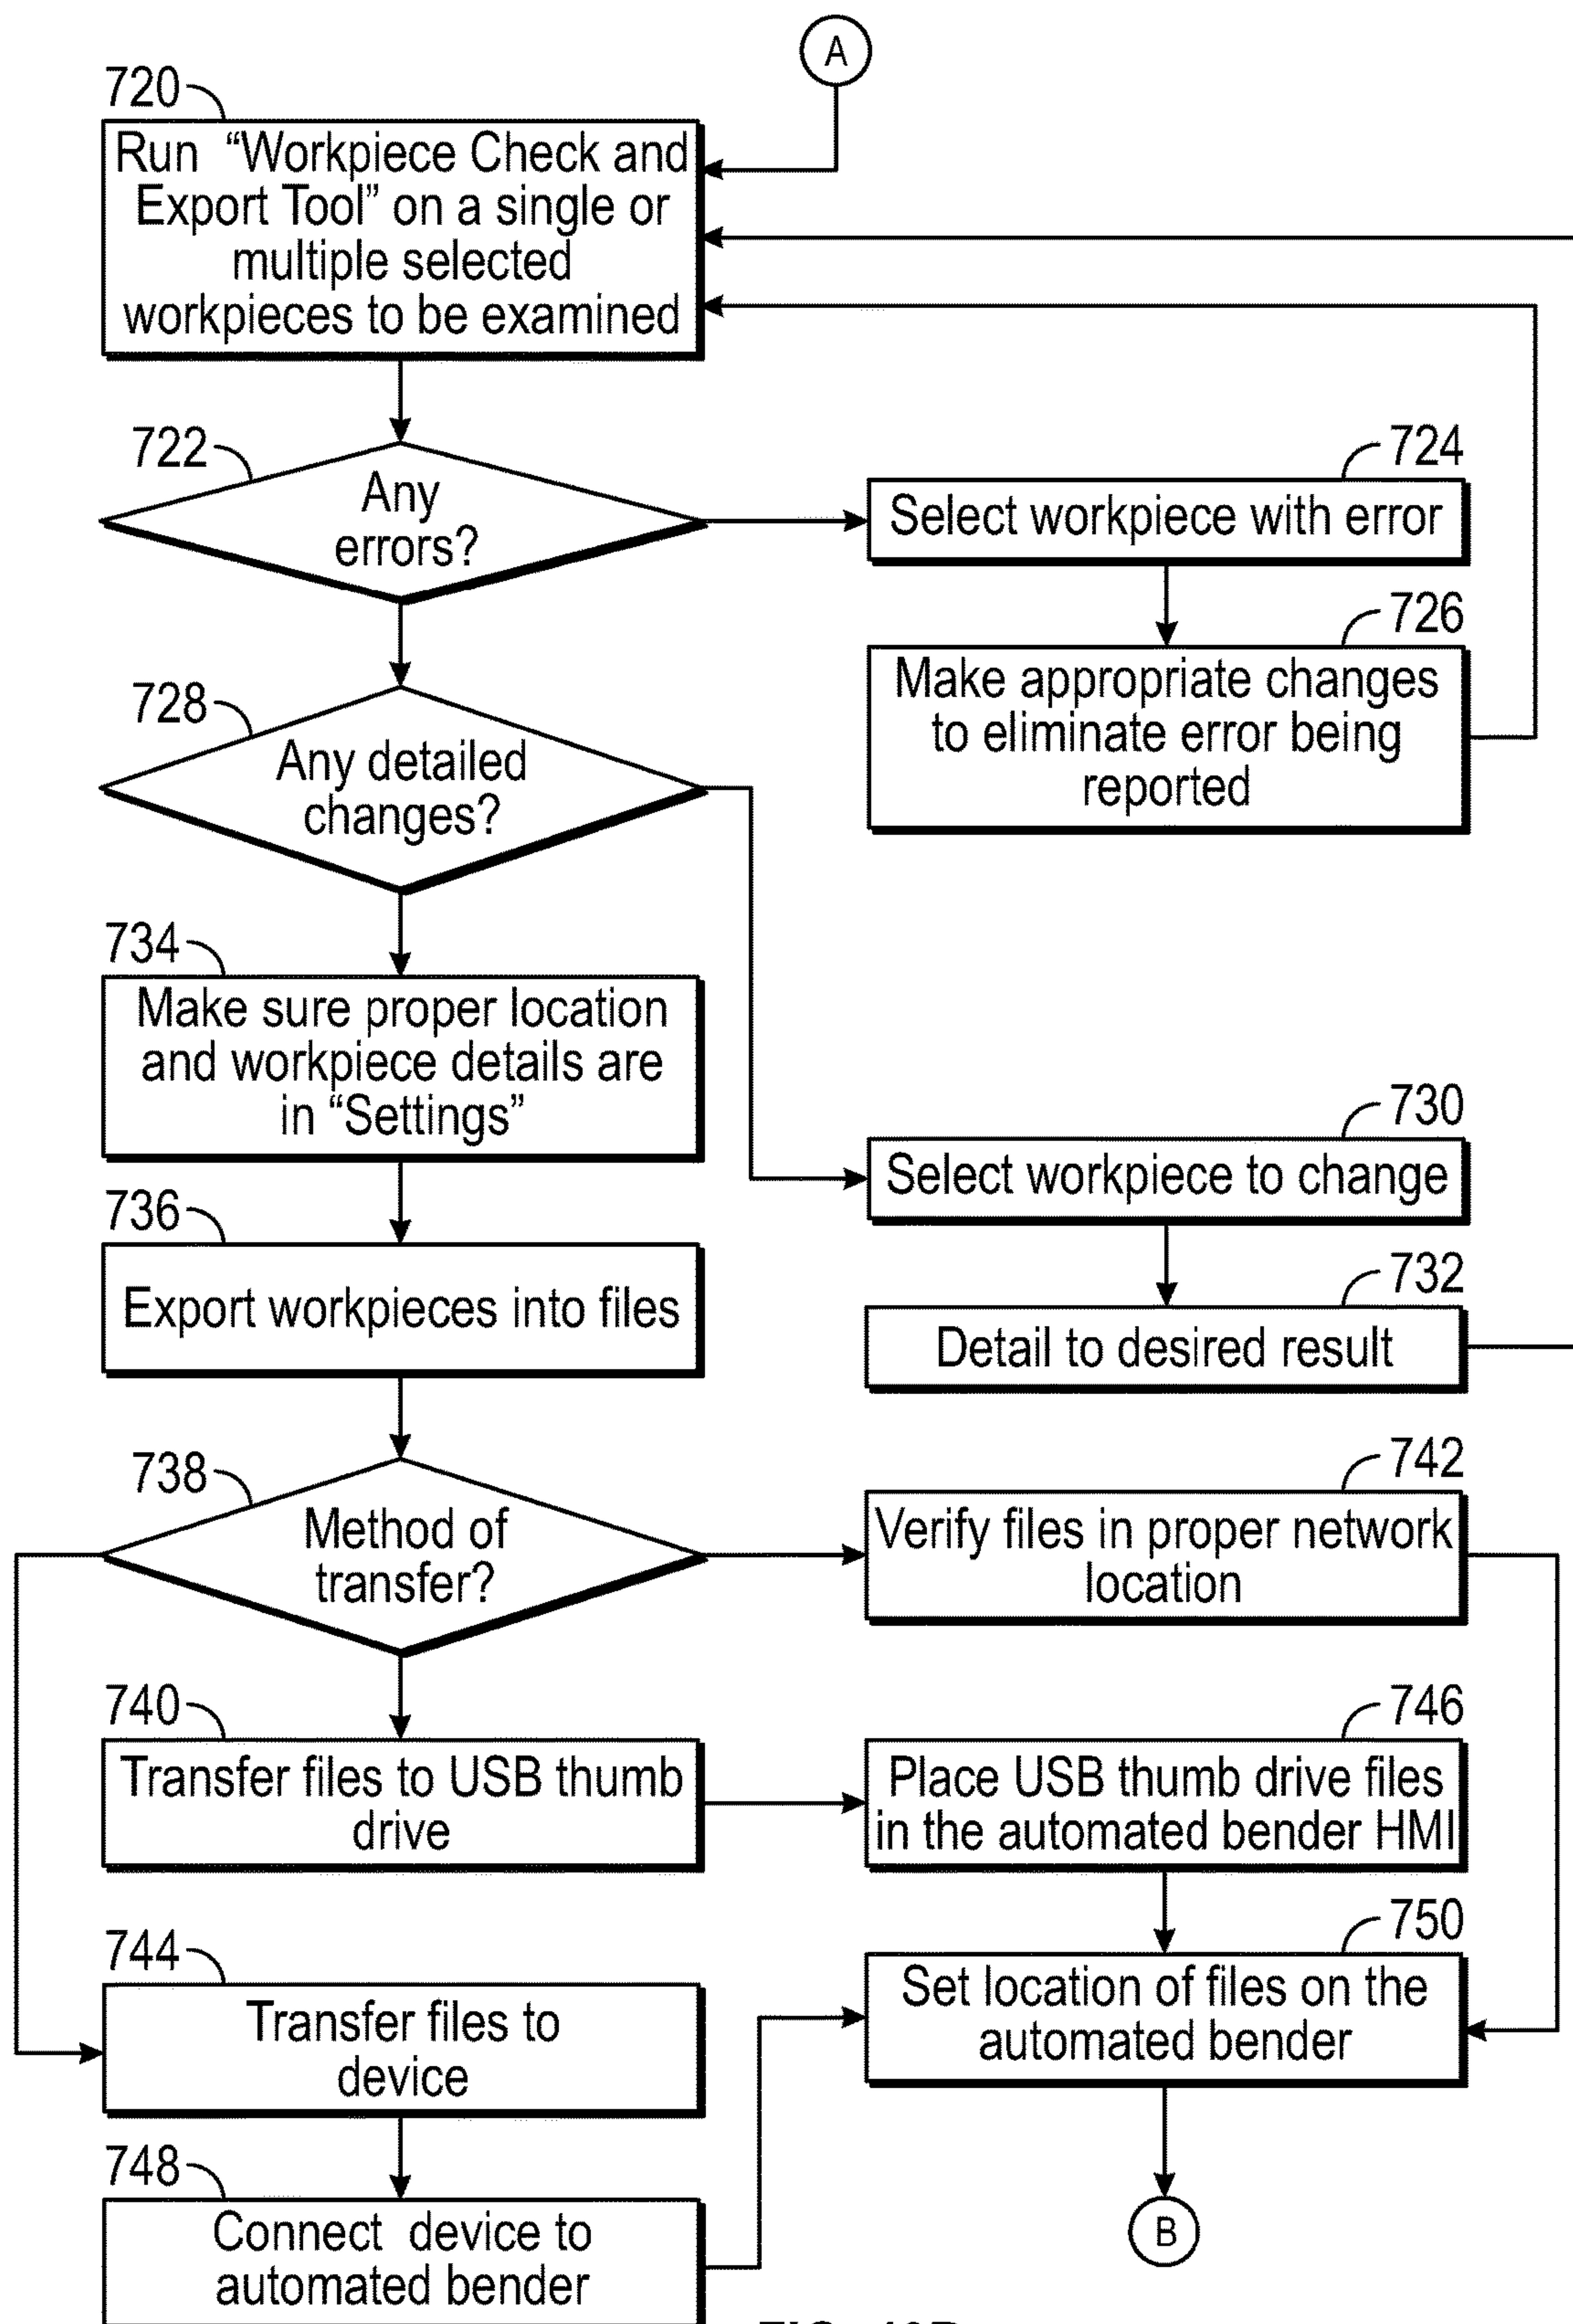 A
720
Run “Workpiece Check and
Export Tool” on a single or
multiple selected
workpieces to be examined
722
Any
errors?
724
Select workpiece with error
726
Make appropriate changes
to eliminate error being
reported
728
Any detailed
changes?
734
Make sure proper location
and workpiece details are
in “Settings”
730
Select workpiece to change
736
Export workpieces into files
732
Detail to desired result
738
Method of
transfer?
742
Verify files in proper network
location
740
Transfer files to USB thumb
drive
746
Place USB thumb drive files
in the automated bender HMI
744
Transfer files to
device
750
Set location of files on the
automated bender
748
Connect device to
automated bender
B